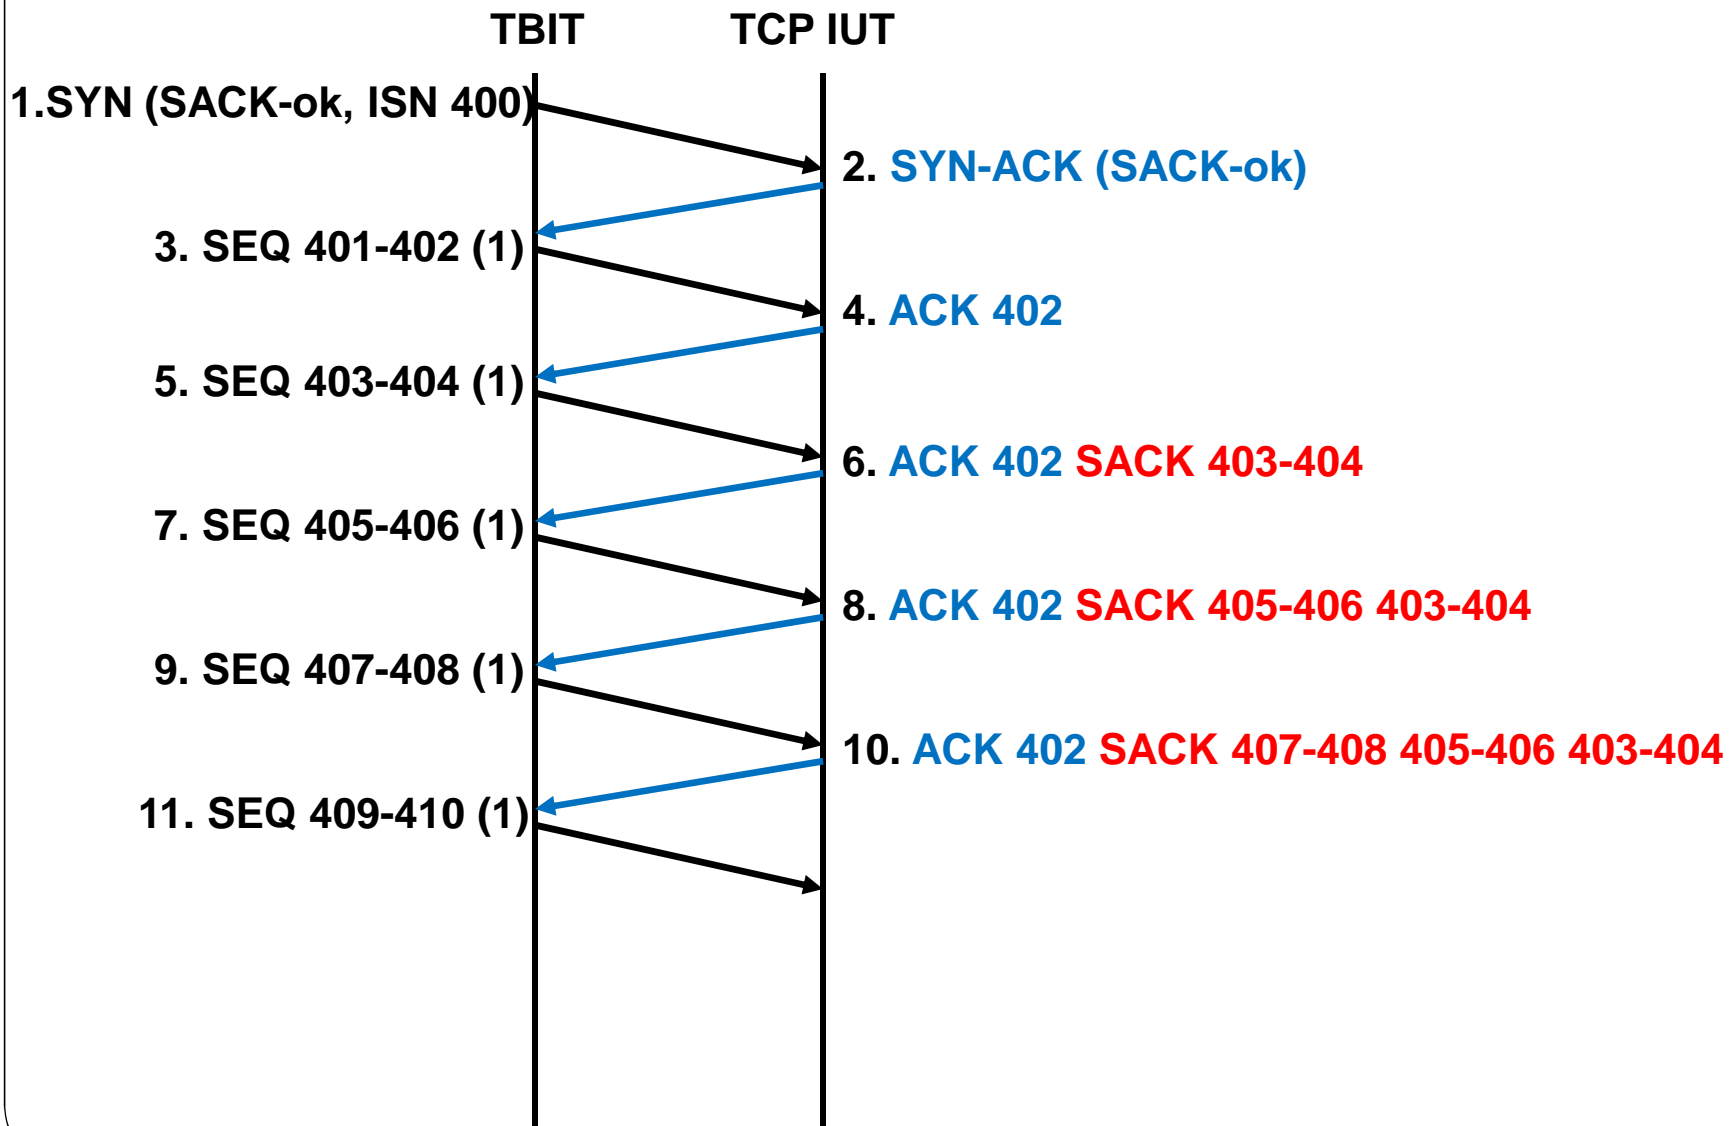 TBIT TCP IUT
1.SYN (SACK-ok, ISN 400)
2. SYN-ACK (SACK-ok)
3. SEQ 401-402 (1)
4. ACK 402
5. SEQ 403-404 (1)
6. ACK 402 SACK 403-404
7. SEQ 405-406 (1)
8. ACK 402 SACK 405-406 403-404
9. SEQ 407-408 (1)
10. ACK 402 SACK 407-408 405-406 403-404
11. SEQ 409-410 (1)